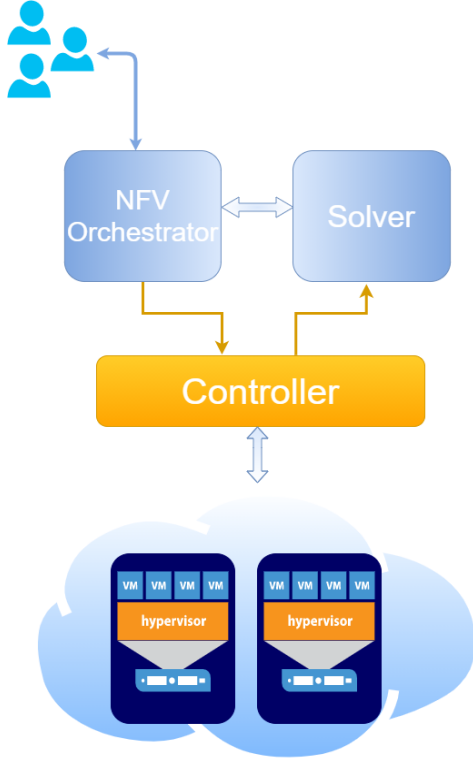 NFV
Orchestrator
Solver
Controller
VM VM VM VM
hypervisor
VM VM VM VM
hypervisor